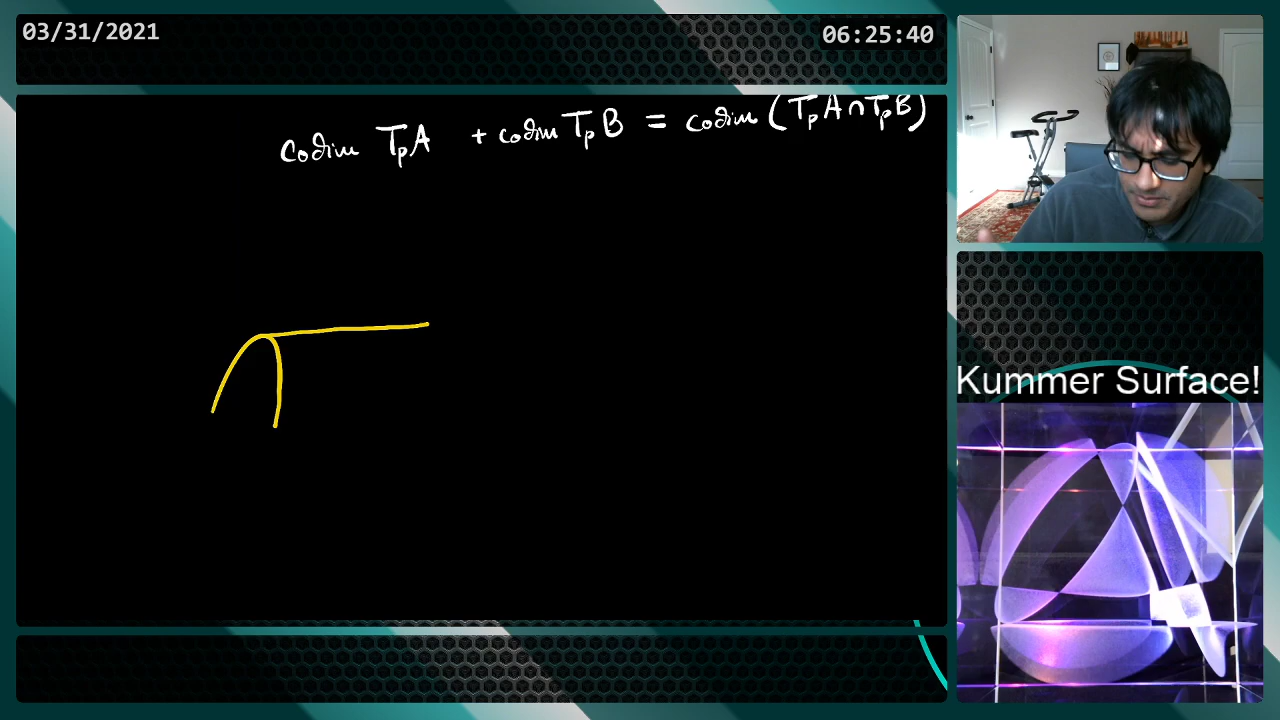 03/31/2021
06:25:40
codim TₚA + codim TₚB = codim (TₚA∩TₚB)
Kummer Surface!